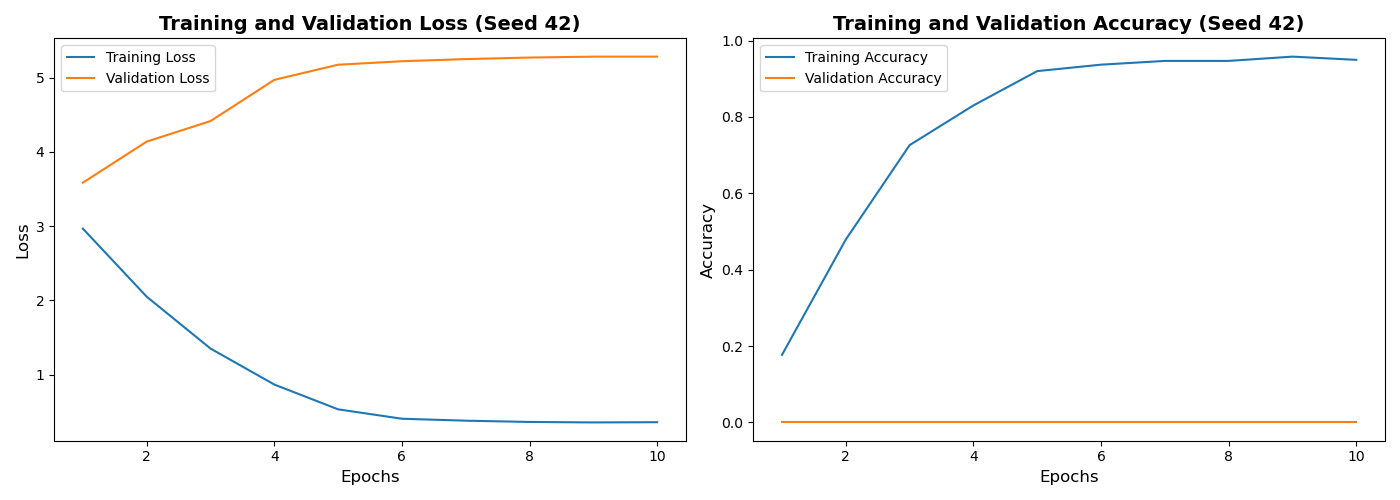 Training and Validation Loss (Seed 42)
Training Loss
Validation Loss
5
4
3
2
1
Loss
2
4
6
8
10
Epochs
Training and Validation Accuracy (Seed 42)
Training Accuracy
Validation Accuracy
1.0
0.8
0.6
0.4
0.2
0.0
Accuracy
2
4
6
8
10
Epochs